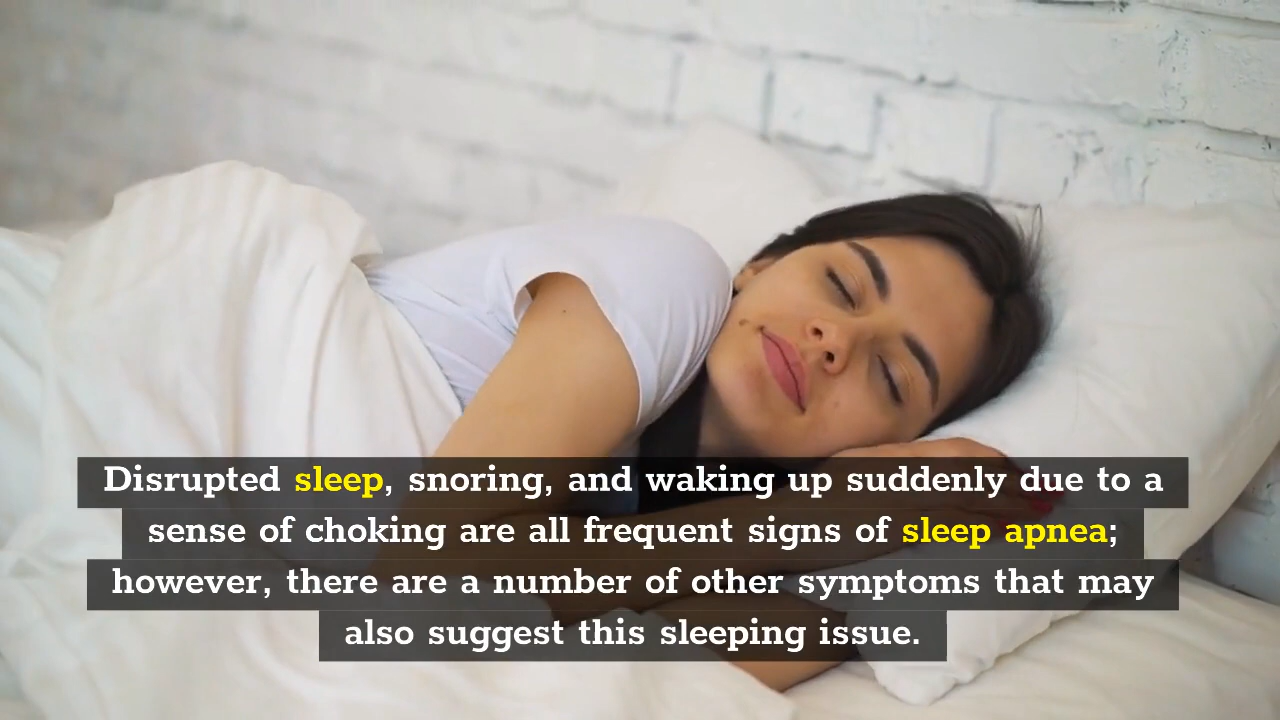 Disrupted sleep, snoring, and waking up suddenly due to a
sense of choking are all frequent signs of sleep apnea;
however, there are a number of other symptoms that may
also suggest this sleeping issue.